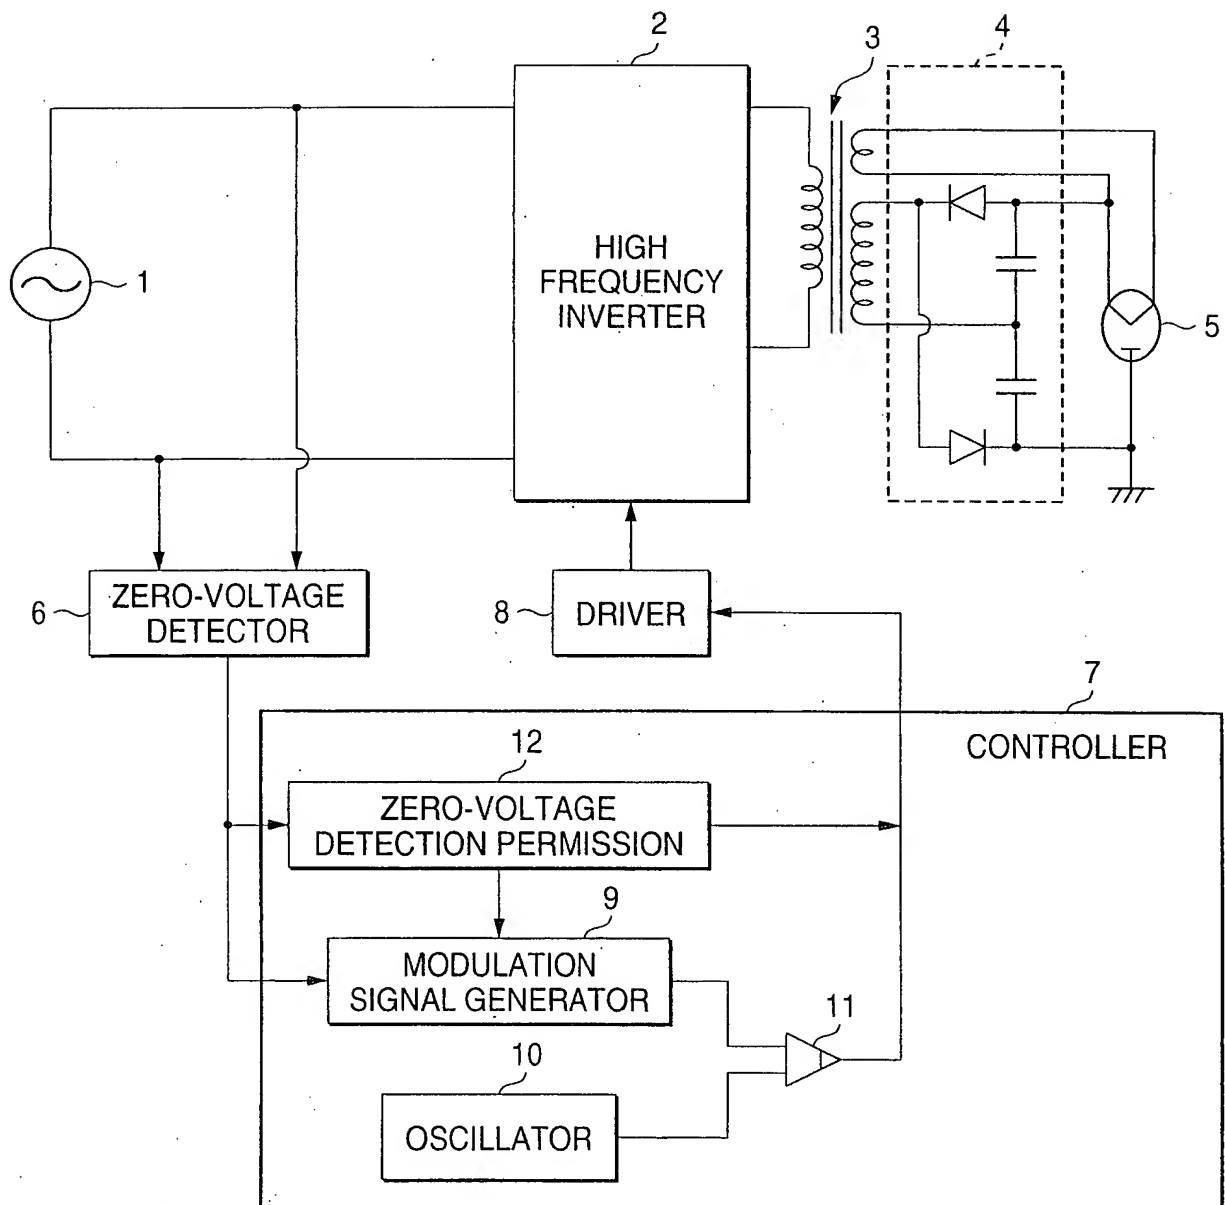 2
3
4
HIGH
FREQUENCY
INVERTER
1
5
6
ZERO-VOLTAGE
DETECTOR
8
DRIVER
7
CONTROLLER
12
ZERO-VOLTAGE
DETECTION PERMISSION
9
MODULATION
SIGNAL GENERATOR
11
10
OSCILLATOR